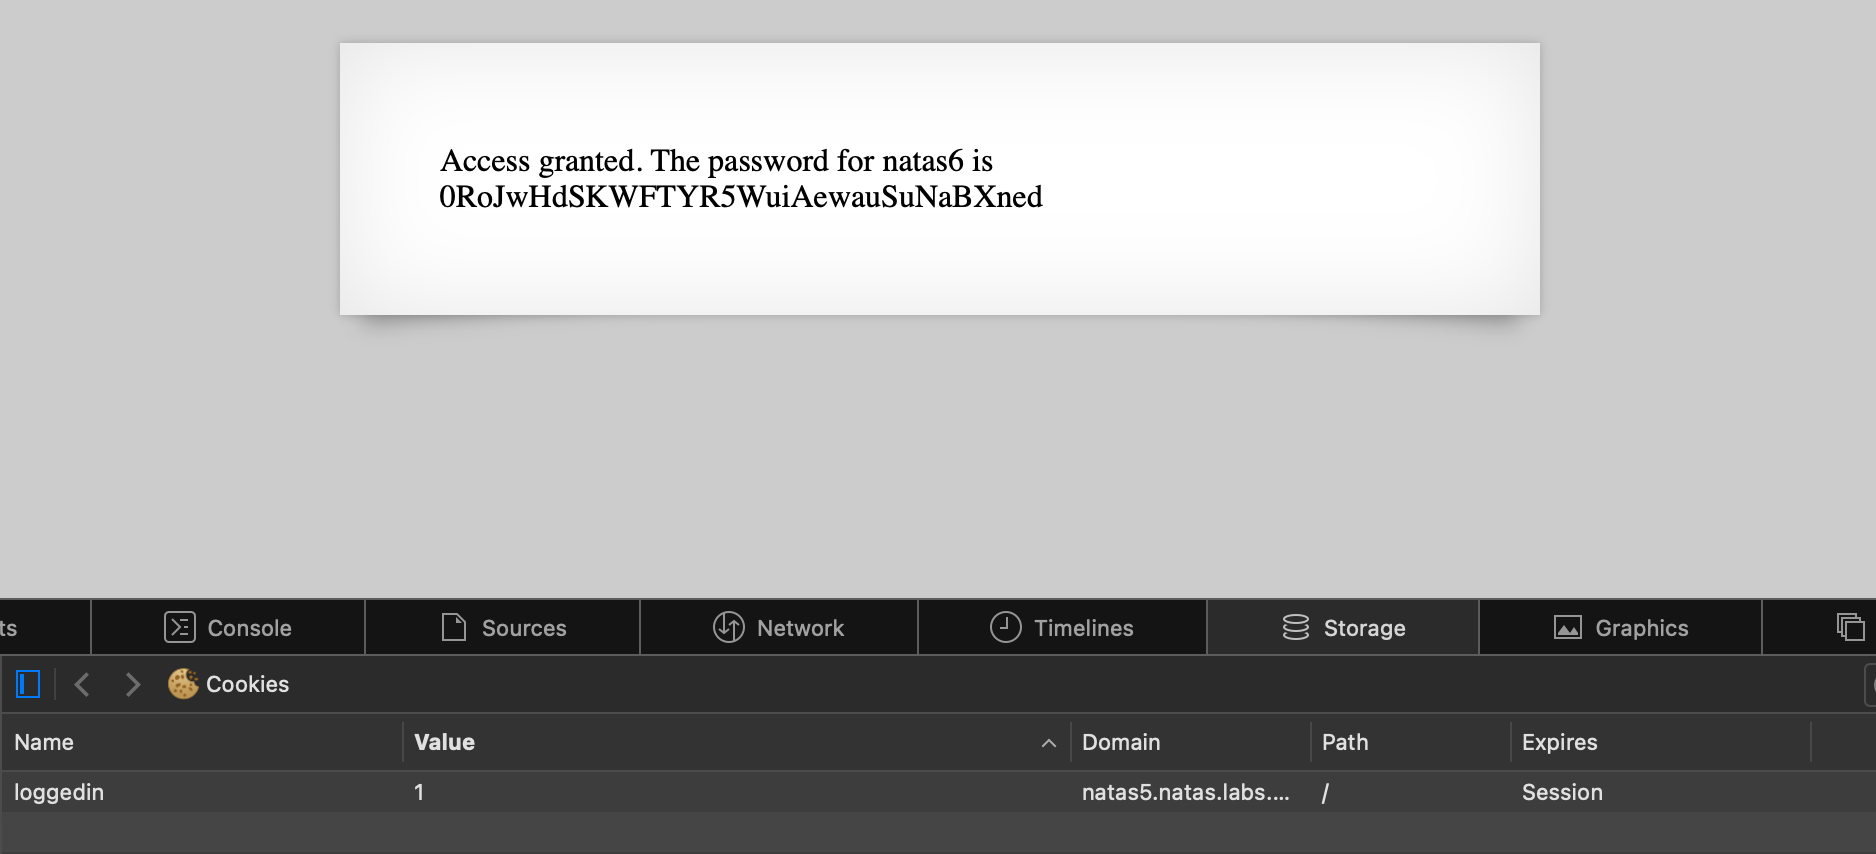 Access granted. The password for natas6 is
0RoJwHdSKWFTYR5WuiAewauSuNaBXned
ts Console Sources Network Timelines Storage Graphics
Cookies
Name Value Domain Path Expires
loggedin 1 natas5.natas.labs.… / Session